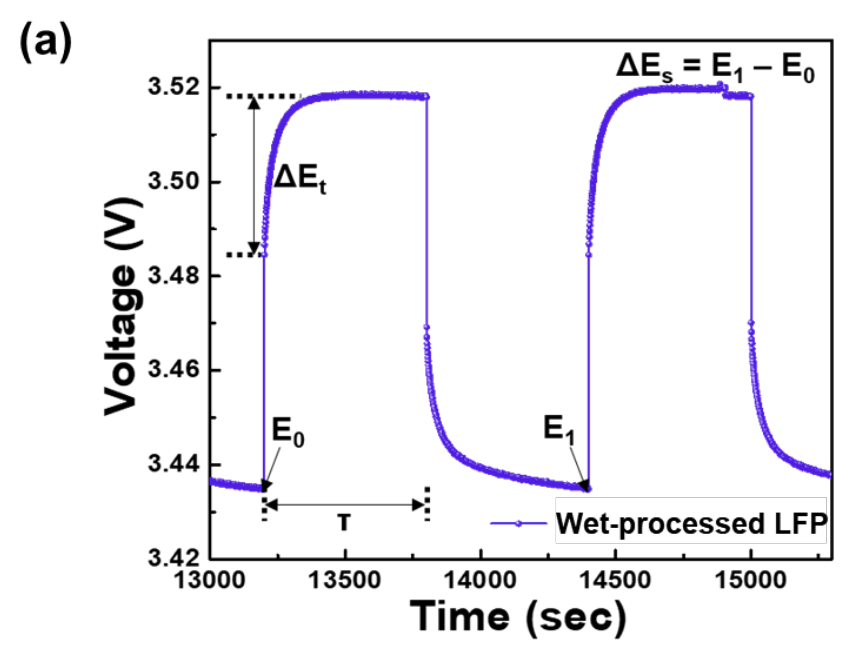 (a)
ΔEₛ = E₁ – E₀
3.52
3.50
3.48
3.46
3.44
3.42
Voltage (V)
ΔEₜ
E₀
E₁
τ
Wet-processed LFP
13000
13500
14000
14500
15000
Time (sec)